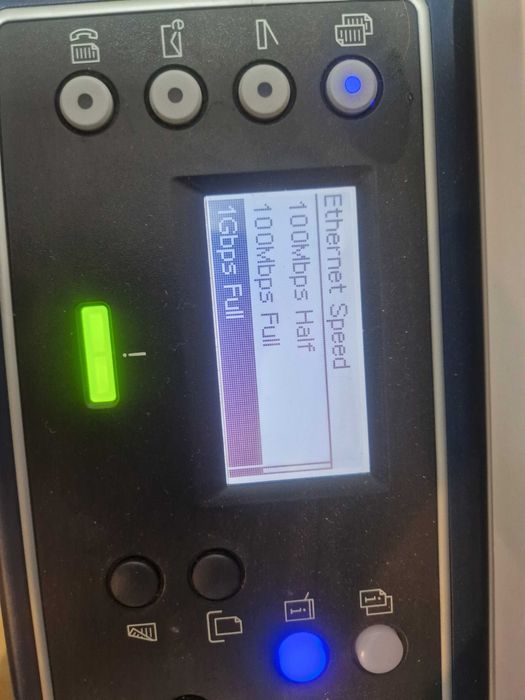 Ethernet Speed
100Mbps Half
100Mbps Full
1Gbps Full